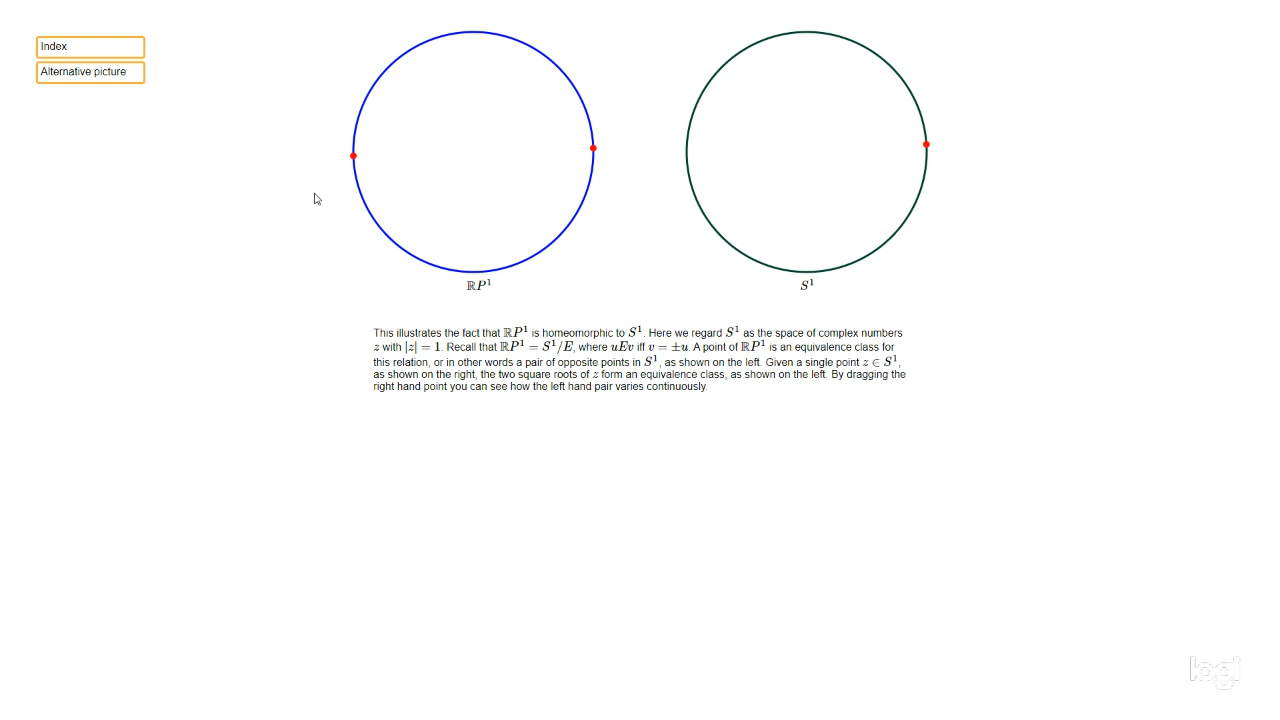 Index
Alternative picture
ℝP¹
S¹
This illustrates the fact that ℝP¹ is homeomorphic to S¹. Here we regard S¹ as the space of complex numbers
z with |z| = 1. Recall that ℝP¹ = S¹/E, where uEv iff v = ±u. A point of ℝP¹ is an equivalence class for
this relation, or in other words a pair of opposite points in S¹, as shown on the left. Given a single point z ∈ S¹,
as shown on the right, the two square roots of z form an equivalence class, as shown on the left. By dragging the
right hand point you can see how the left hand pair varies continuously.
logi